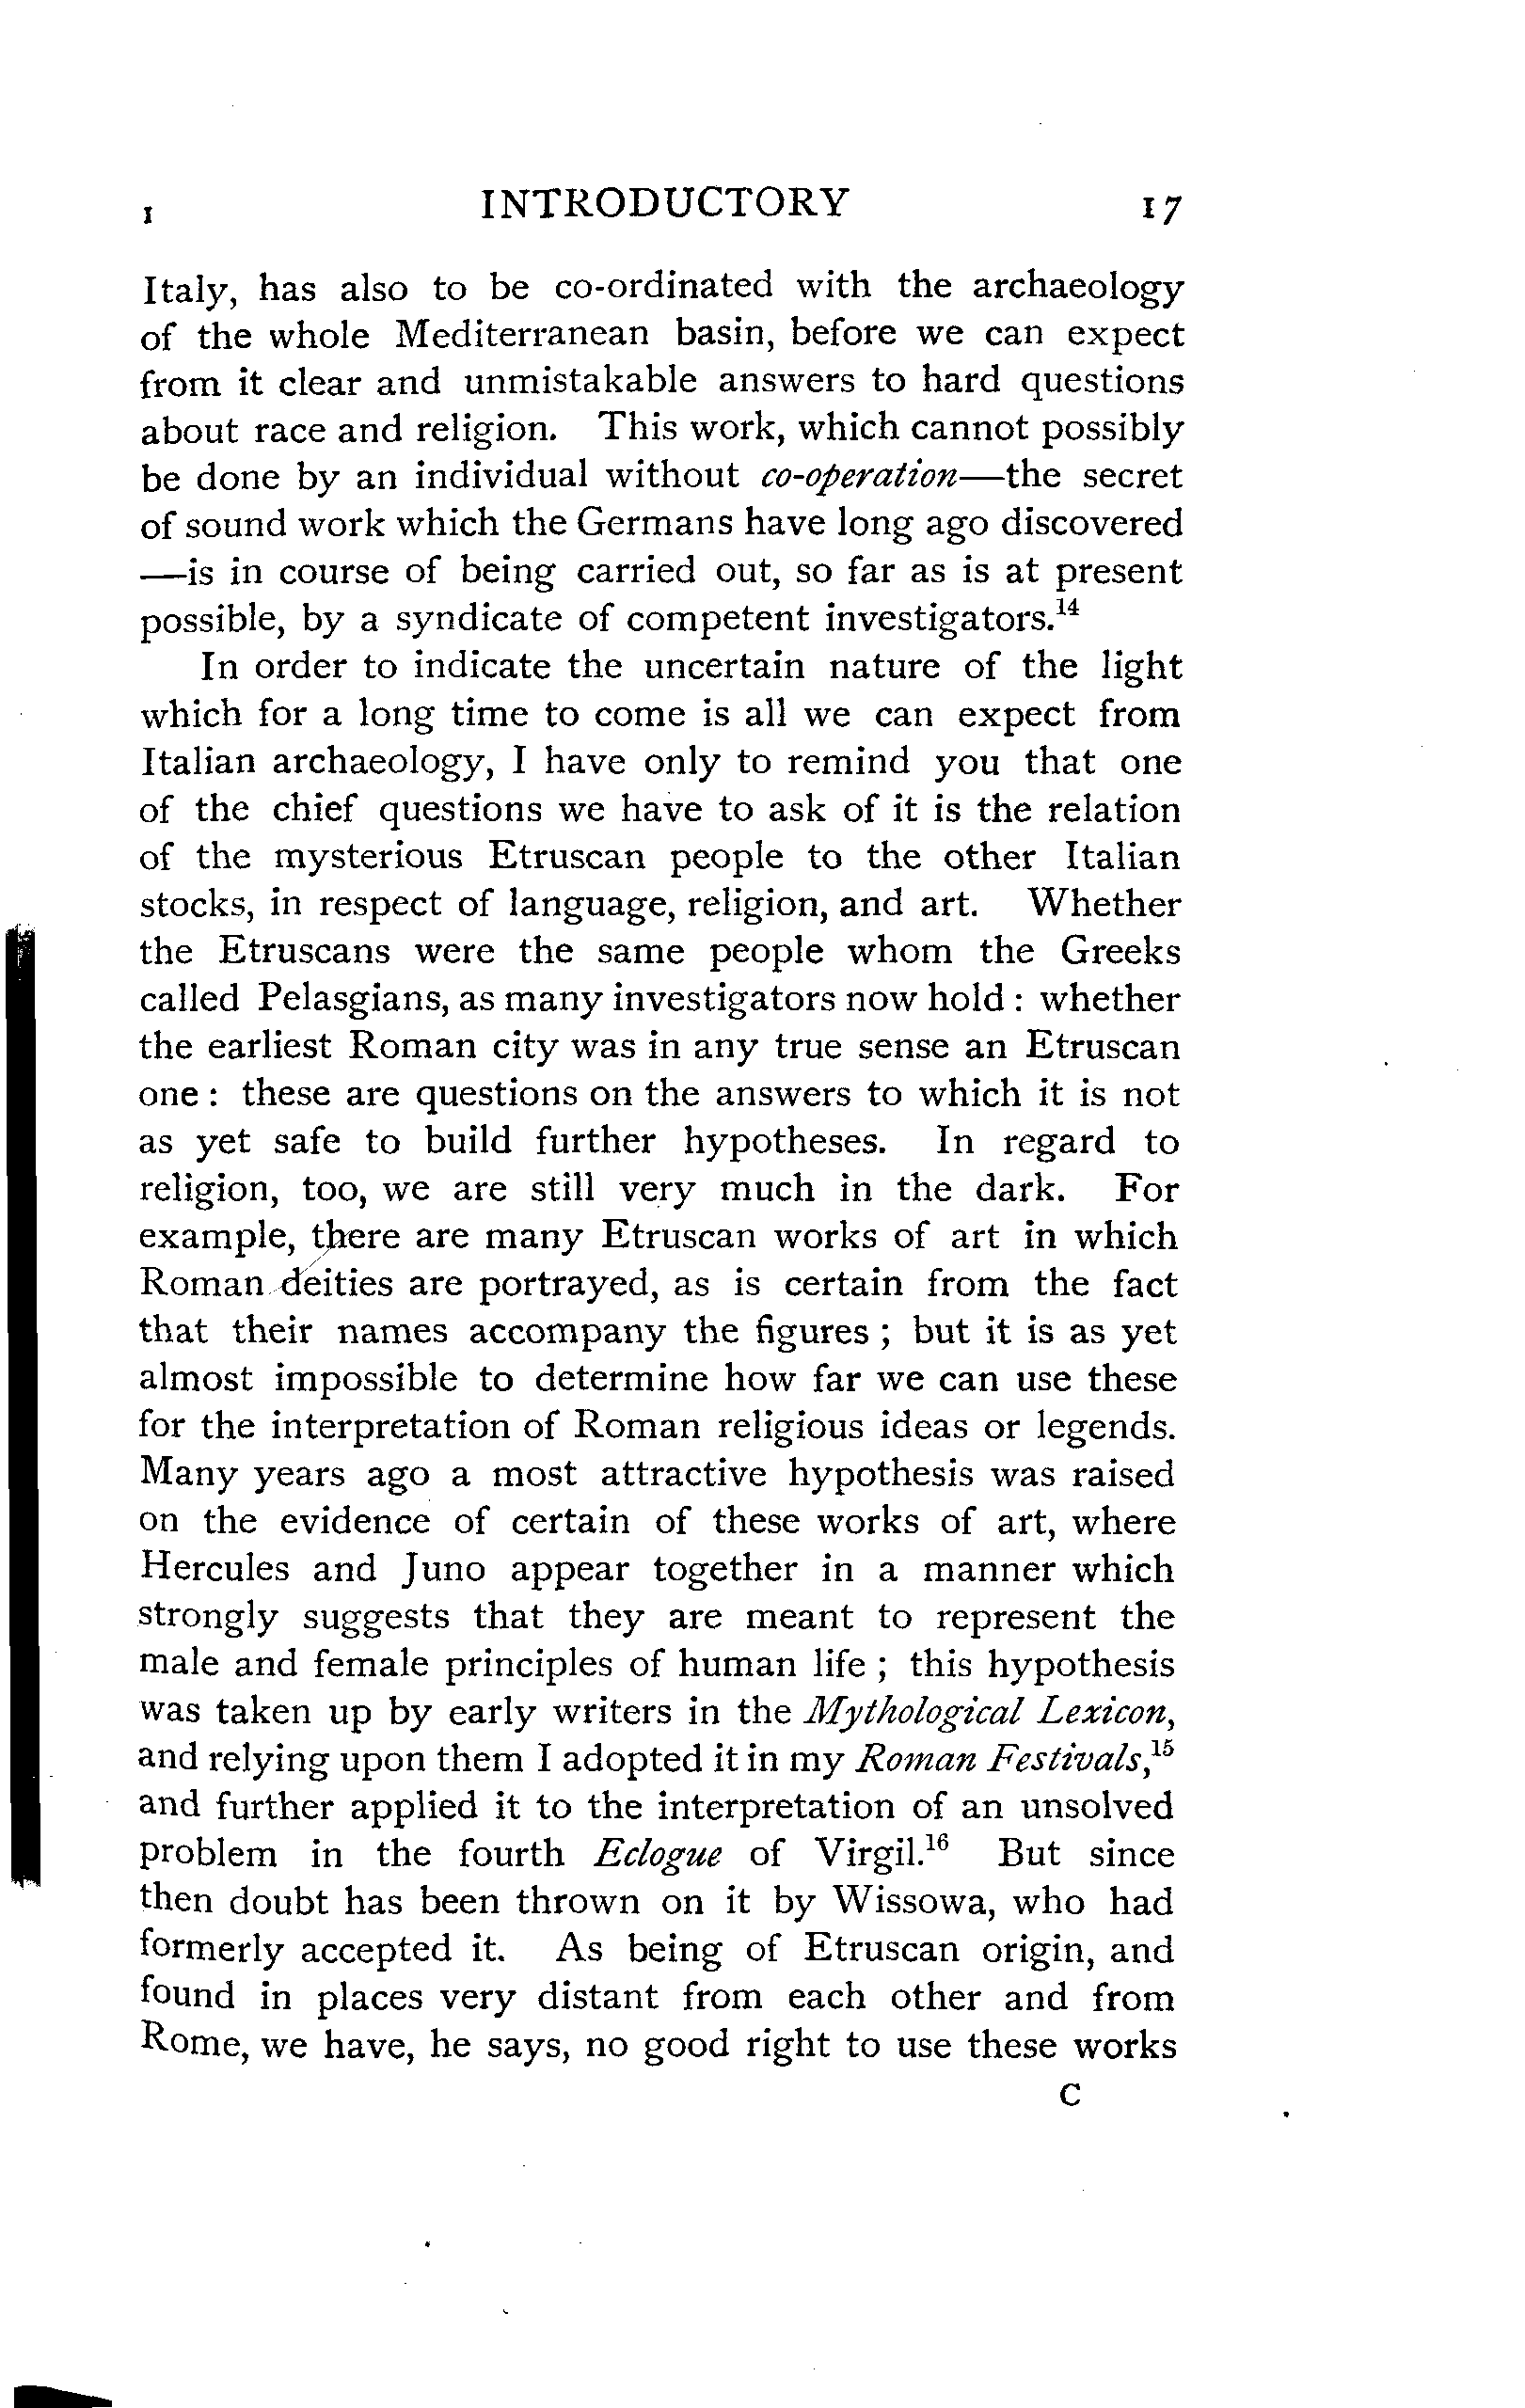 I INTRODUCTORY 17
Italy, has also to be co-ordinated with the archaeology
of the whole Mediterranean basin, before we can expect
from it clear and unmistakable answers to hard questions
about race and religion. This work, which cannot possibly
be done by an individual without co-operation—the secret
of sound work which the Germans have long ago discovered
—is in course of being carried out, so far as is at present
possible, by a syndicate of competent investigators.¹⁴
In order to indicate the uncertain nature of the light
which for a long time to come is all we can expect from
Italian archaeology, I have only to remind you that one
of the chief questions we have to ask of it is the relation
of the mysterious Etruscan people to the other Italian
stocks, in respect of language, religion, and art. Whether
the Etruscans were the same people whom the Greeks
called Pelasgians, as many investigators now hold : whether
the earliest Roman city was in any true sense an Etruscan
one : these are questions on the answers to which it is not
as yet safe to build further hypotheses. In regard to
religion, too, we are still very much in the dark. For
example, there are many Etruscan works of art in which
Roman deities are portrayed, as is certain from the fact
that their names accompany the figures ; but it is as yet
almost impossible to determine how far we can use these
for the interpretation of Roman religious ideas or legends.
Many years ago a most attractive hypothesis was raised
on the evidence of certain of these works of art, where
Hercules and Juno appear together in a manner which
strongly suggests that they are meant to represent the
male and female principles of human life ; this hypothesis
was taken up by early writers in the Mythological Lexicon,
and relying upon them I adopted it in my Roman Festivals,¹⁵
and further applied it to the interpretation of an unsolved
problem in the fourth Eclogue of Virgil.¹⁶ But since
then doubt has been thrown on it by Wissowa, who had
formerly accepted it. As being of Etruscan origin, and
found in places very distant from each other and from
Rome, we have, he says, no good right to use these works
C